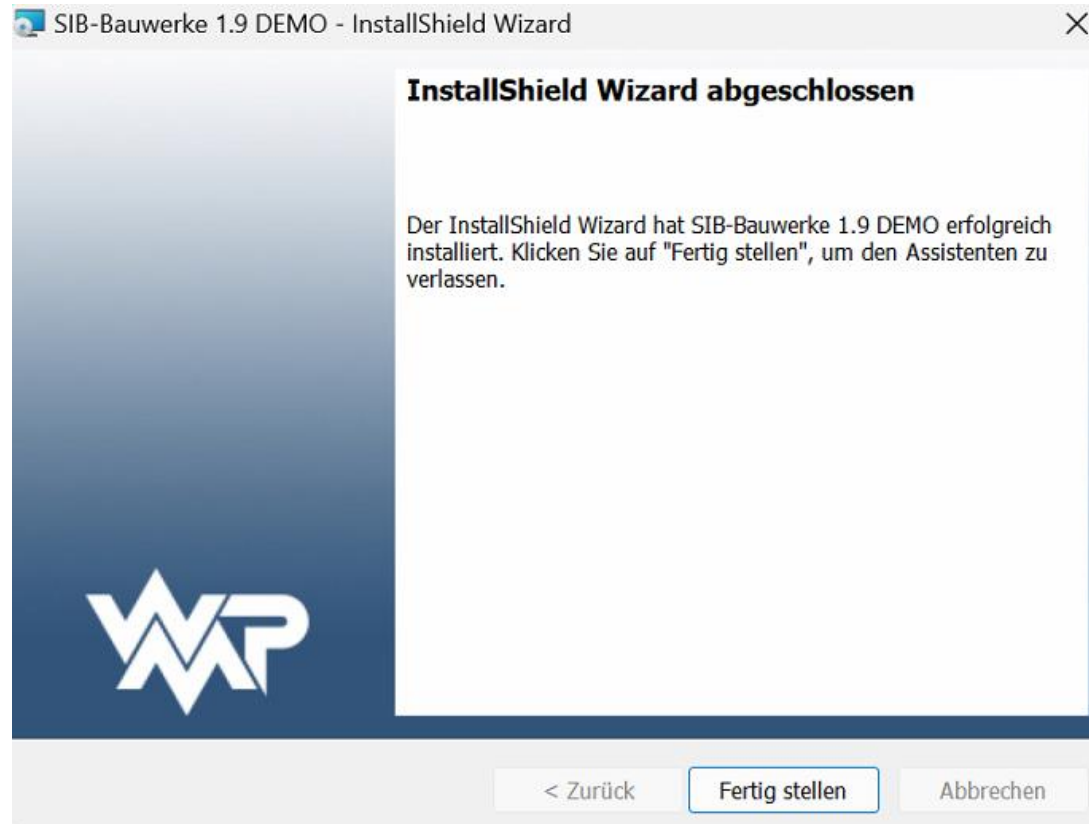 SIB-Bauwerke 1.9 DEMO - InstallShield Wizard
InstallShield Wizard abgeschlossen
Der InstallShield Wizard hat SIB-Bauwerke 1.9 DEMO erfolgreich
installiert. Klicken Sie auf "Fertig stellen", um den Assistenten zu
verlassen.
WMP
< Zurück
Fertig stellen
Abbrechen